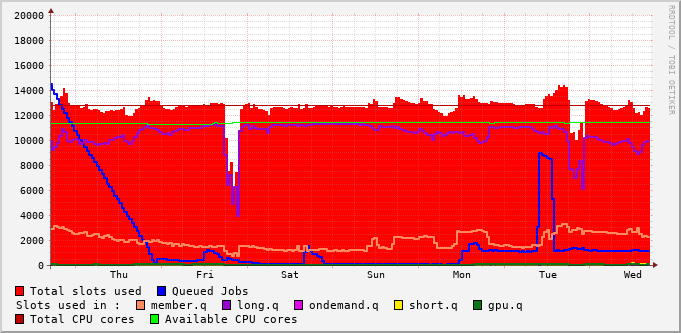 20000
18000
16000
14000
12000
10000
8000
6000
4000
2000
0
Thu Fri Sat Sun Mon Tue Wed
RRDTOOL / TOBI OETIKER
Total slots used Queued Jobs
Slots used in : member.q long.q ondemand.q short.q gpu.q
Total CPU cores Available CPU cores